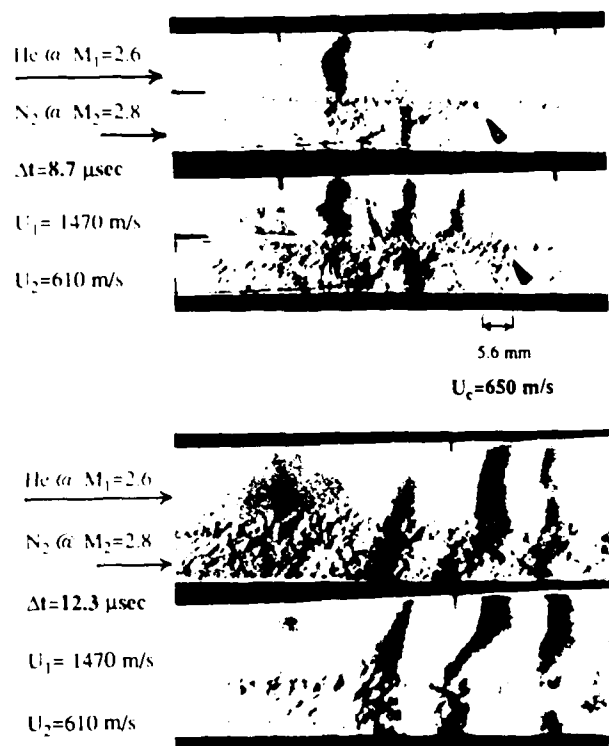 He @ M₁=2.6
N₂ @ M₂=2.8
Δt=8.7 μsec
U₁= 1470 m/s
U₂=610 m/s
5.6 mm
U_c=650 m/s
He @ M₁=2.6
N₂ @ M₂=2.8
Δt=12.3 μsec
U₁= 1470 m/s
U₂=610 m/s